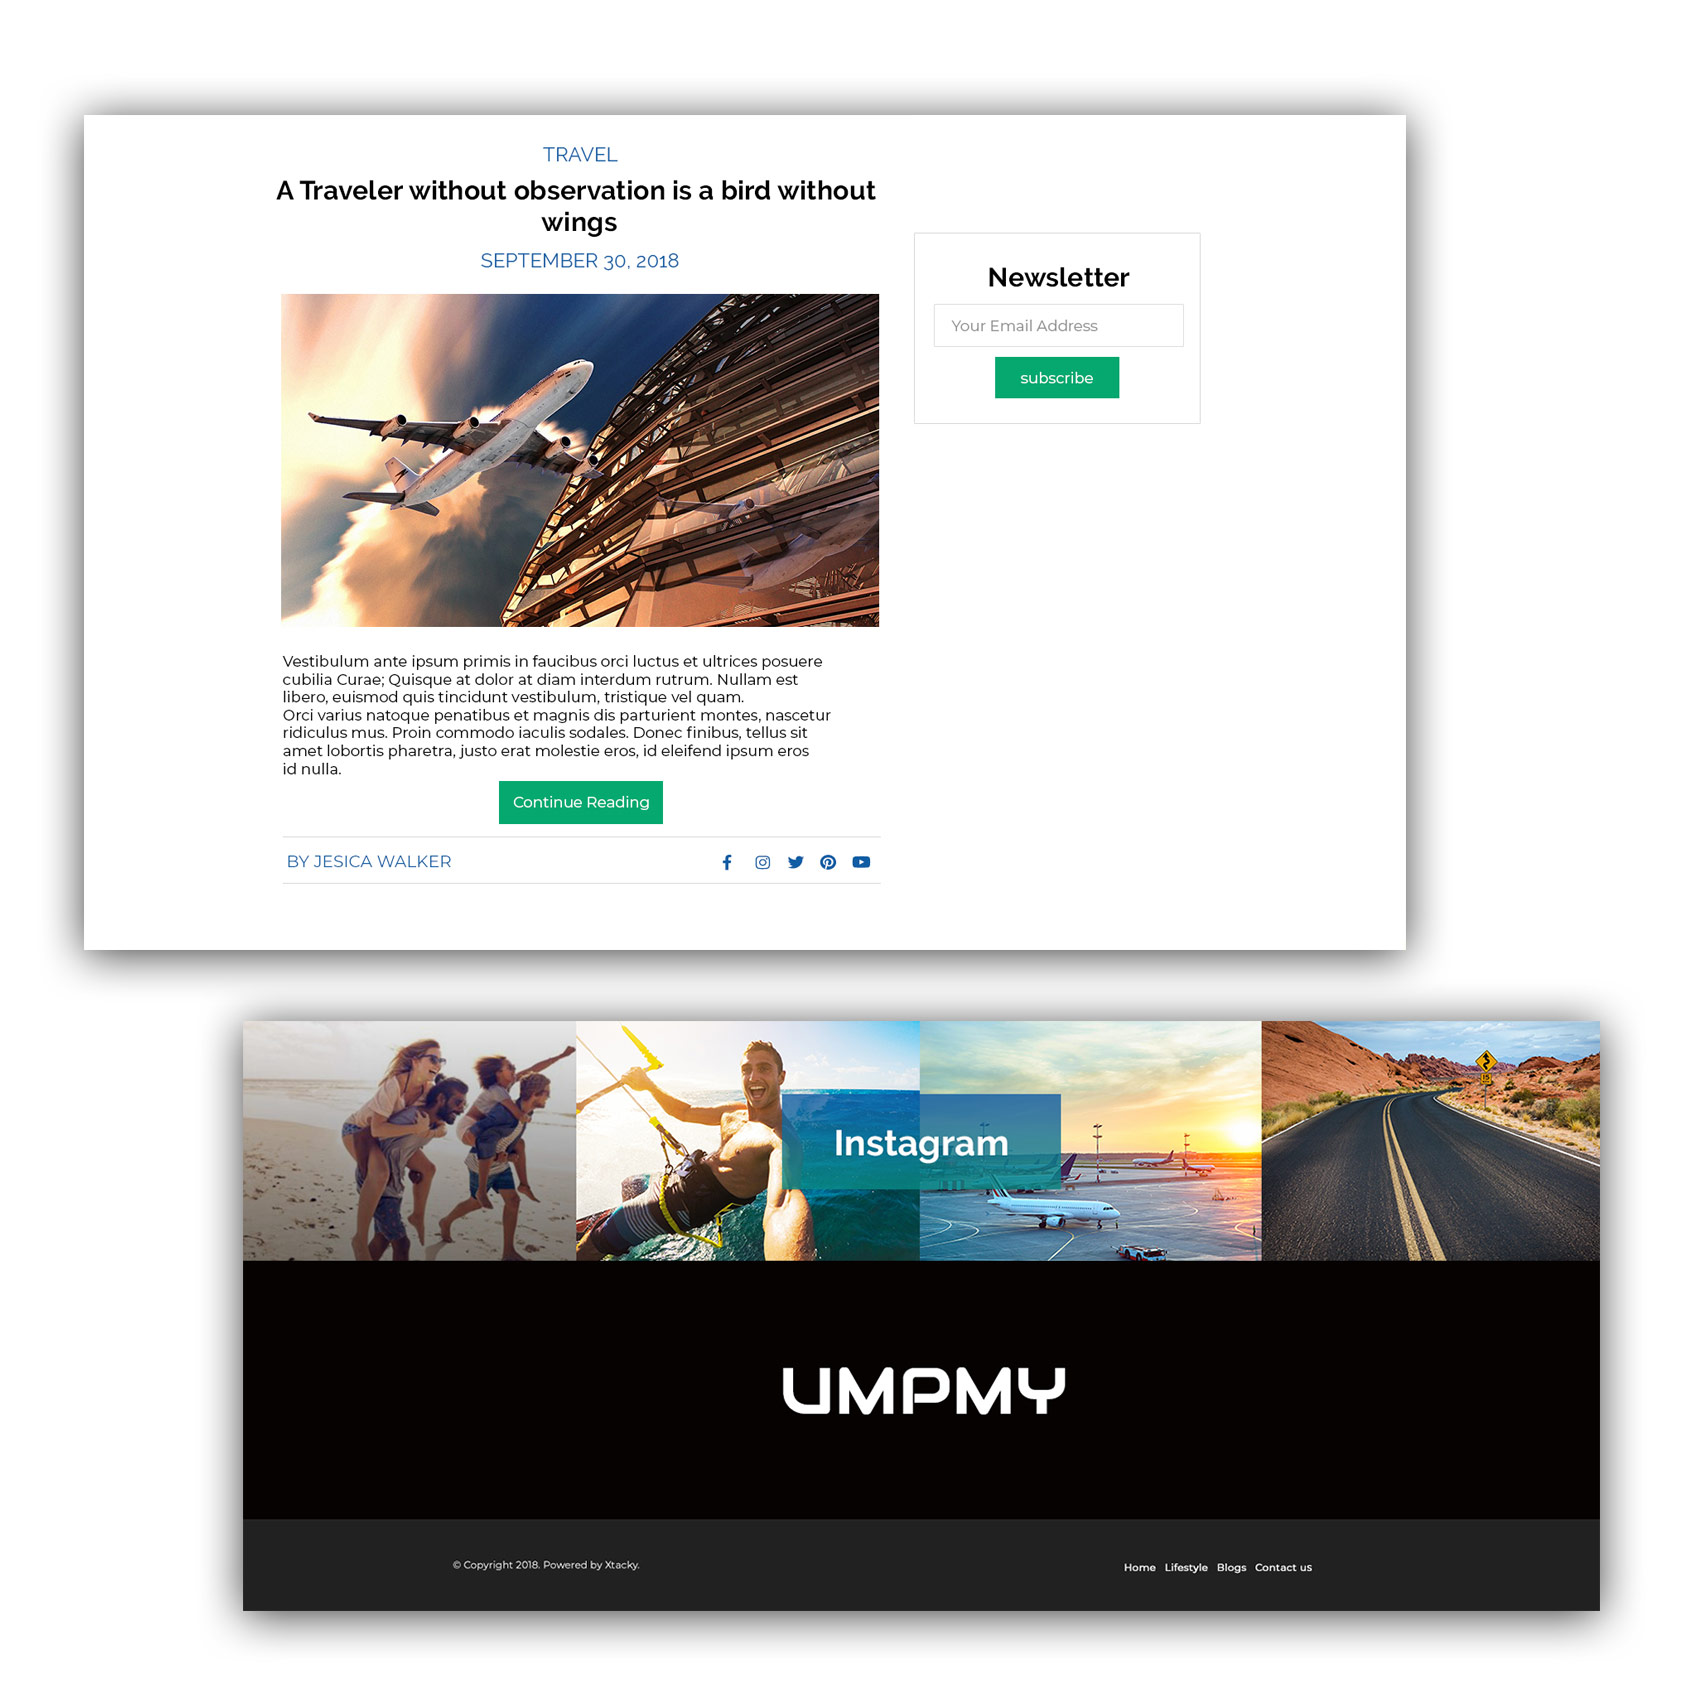 TRAVEL
A Traveler without observation is a bird without
wings
SEPTEMBER 30, 2018
Newsletter
Your Email Address
subscribe
Vestibulum ante ipsum primis in faucibus orci luctus et ultrices posuere
cubilia Curae; Quisque at dolor at diam interdum rutrum. Nullam est
libero, euismod quis tincidunt vestibulum, tristique vel quam.
Orci varius natoque penatibus et magnis dis parturient montes, nascetur
ridiculus mus. Proin commodo iaculis sodales. Donec finibus, tellus sit
amet lobortis pharetra, justo erat molestie eros, id eleifend ipsum eros
id nulla.
Continue Reading
BY JESICA WALKER
Instagram
UMPMY
© Copyright 2018. Powered by Xtacky.
Home Lifestyle Blogs Contact us